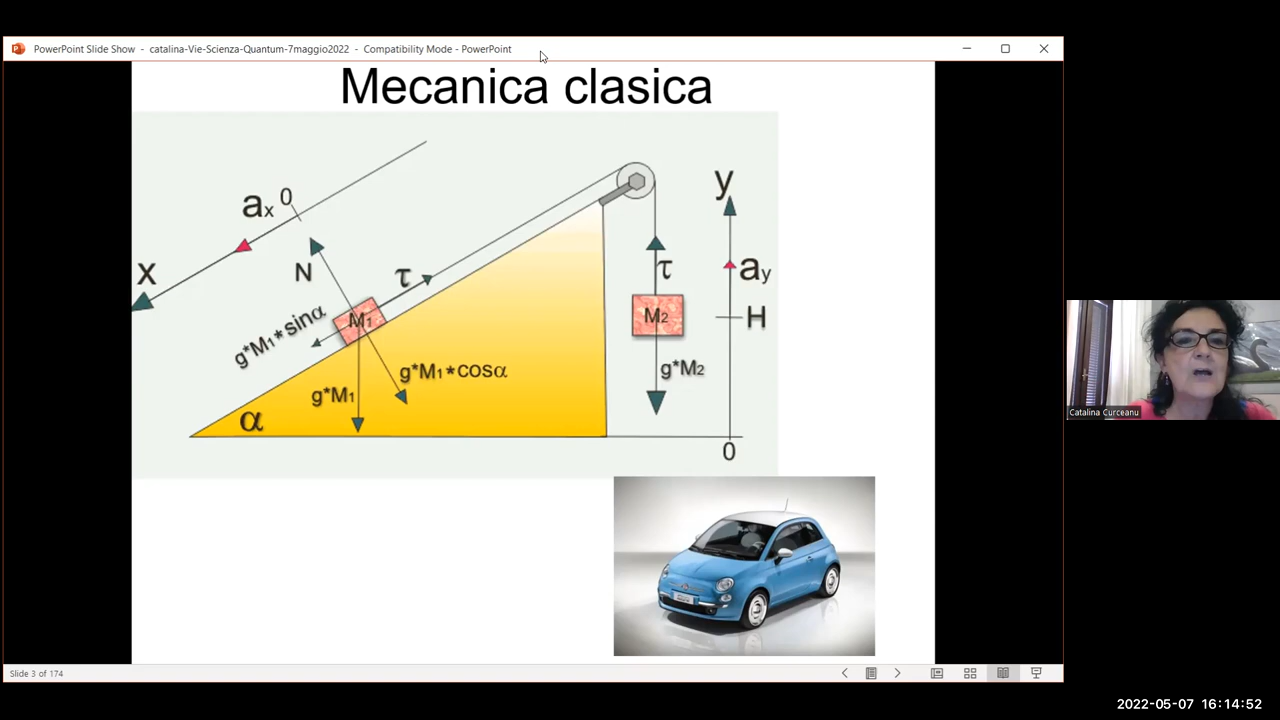 PowerPoint Slide Show - catalina-Vie-Scienza-Quantum-7maggio2022 - Compatibility Mode - PowerPoint
Mecanica clasica
ax 0
x
N
τ
g*M1*sinα
M1
g*M1
g*M1*cosα
α
τ
M2
g*M2
y
ay
H
0
Catalina Curceanu
Slide 3 of 174
2022-05-07 16:14:52